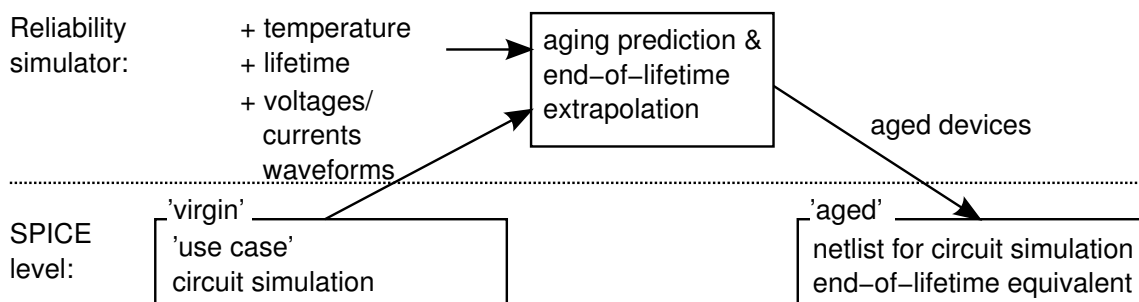 Reliability
simulator:
+ temperature
+ lifetime
+ voltages/
currents
waveforms
aging prediction &
end−of−lifetime
extrapolation
aged devices
SPICE
level:
'virgin'
'use case'
circuit simulation
'aged'
netlist for circuit simulation
end−of−lifetime equivalent